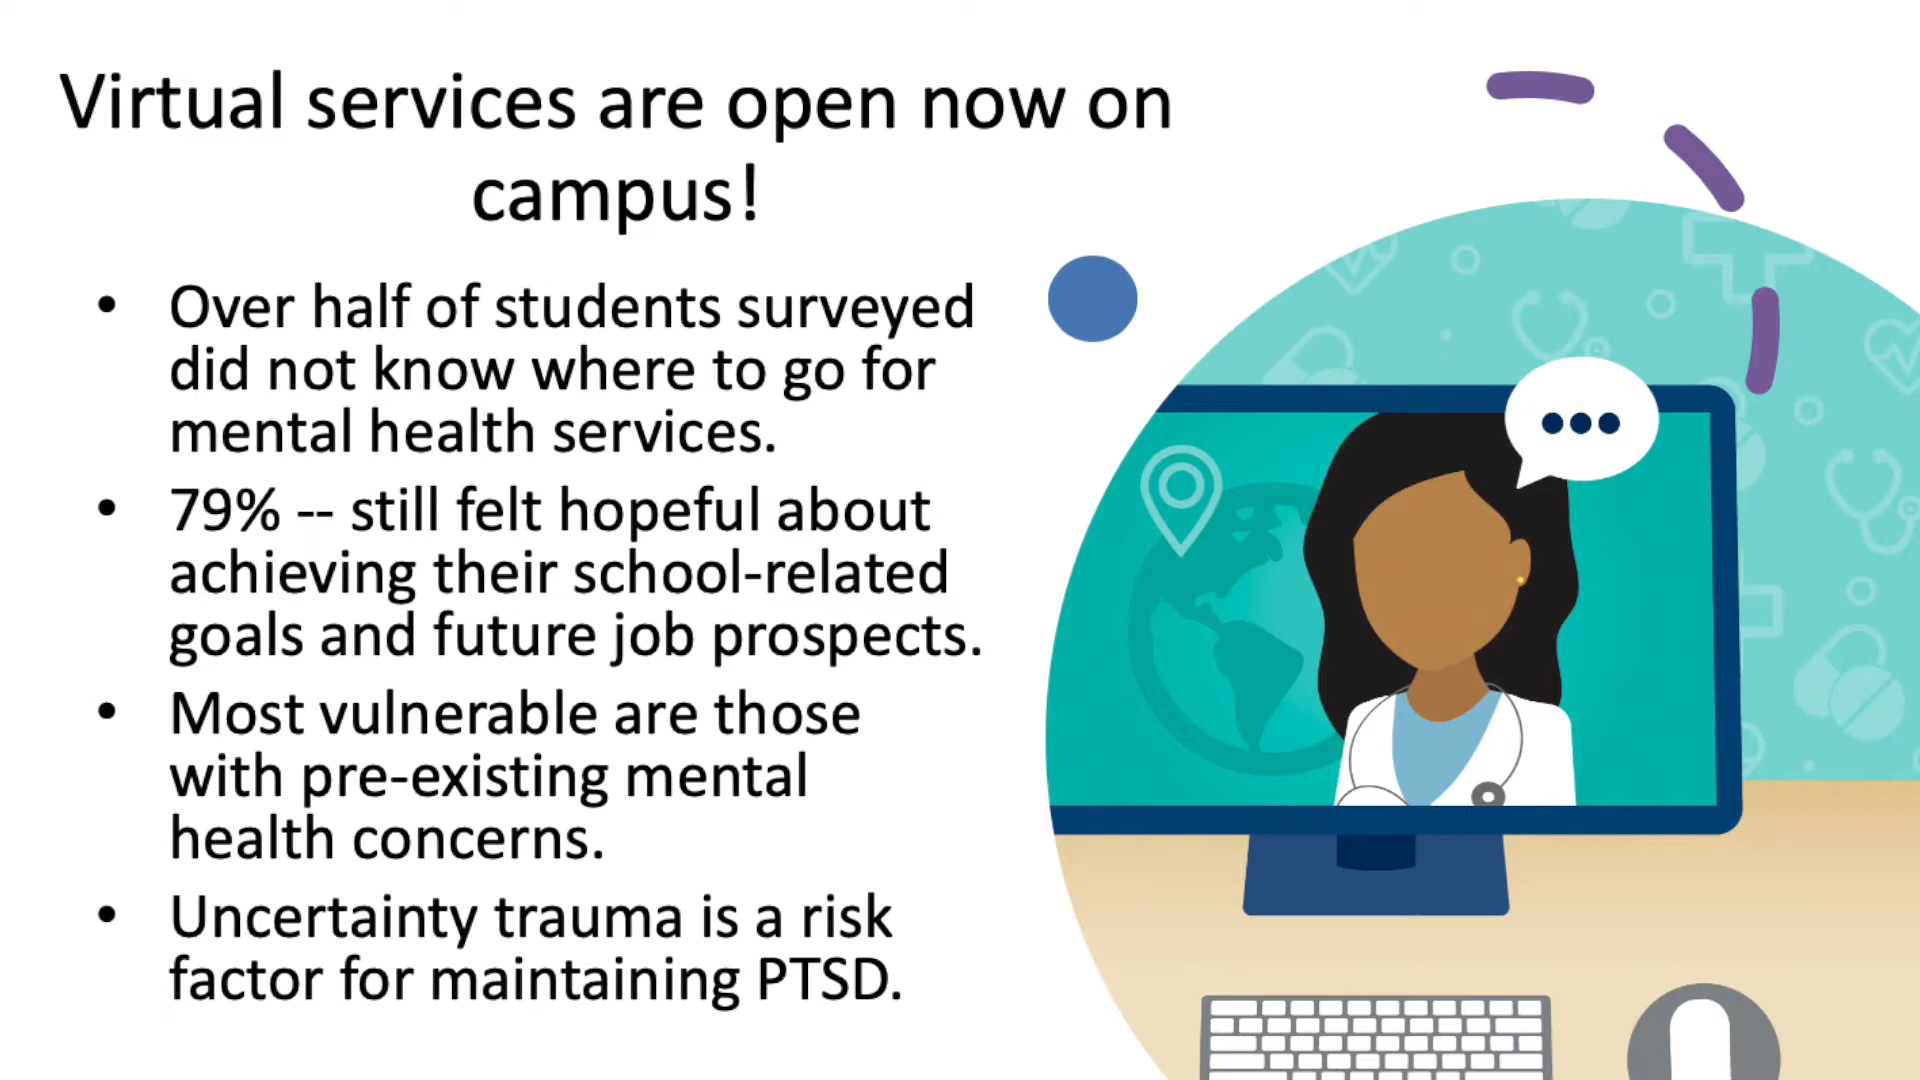 Virtual services are open now on
campus!
• Over half of students surveyed
did not know where to go for
mental health services.
• 79% -- still felt hopeful about
achieving their school-related
goals and future job prospects.
• Most vulnerable are those
with pre-existing mental
health concerns.
• Uncertainty trauma is a risk
factor for maintaining PTSD.